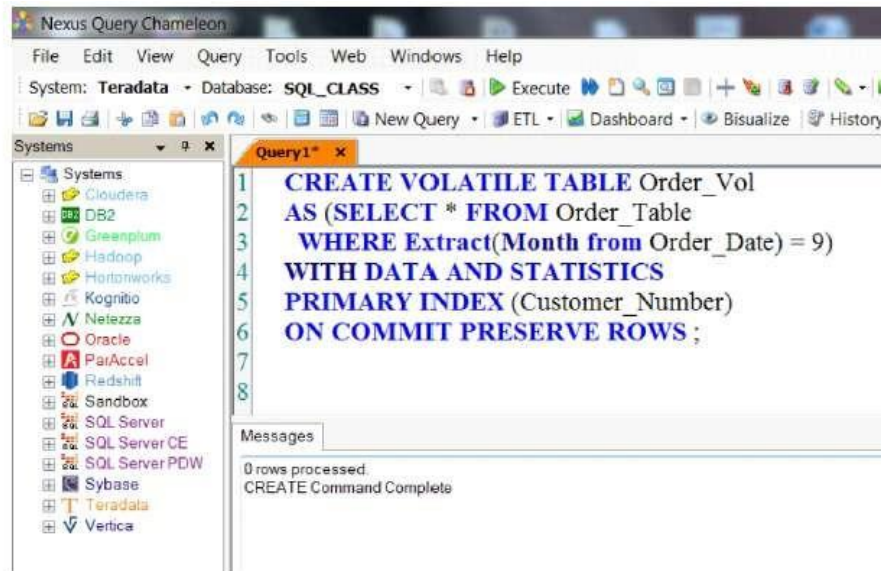 Nexus Query Chameleon
File Edit View Query Tools Web Windows Help
System: Teradata Database: SQL_CLASS Execute
New Query ETL Dashboard Bisualize History
Systems
Query1* x
Systems
Cloudera
DB2 DB2
Greenplum
Hadoop
Hortonworks
Kognitio
N Netezza
Oracle
ParAccel
Redshift
Sandbox
SQL Server
SQL Server CE
SQL Server PDW
Sybase
T Teradata
Vertica
1 CREATE VOLATILE TABLE Order_Vol
2 AS (SELECT * FROM Order_Table
3 WHERE Extract(Month from Order_Date) = 9)
4 WITH DATA AND STATISTICS
5 PRIMARY INDEX (Customer_Number)
6 ON COMMIT PRESERVE ROWS ;
7
8
Messages
0 rows processed.
CREATE Command Complete